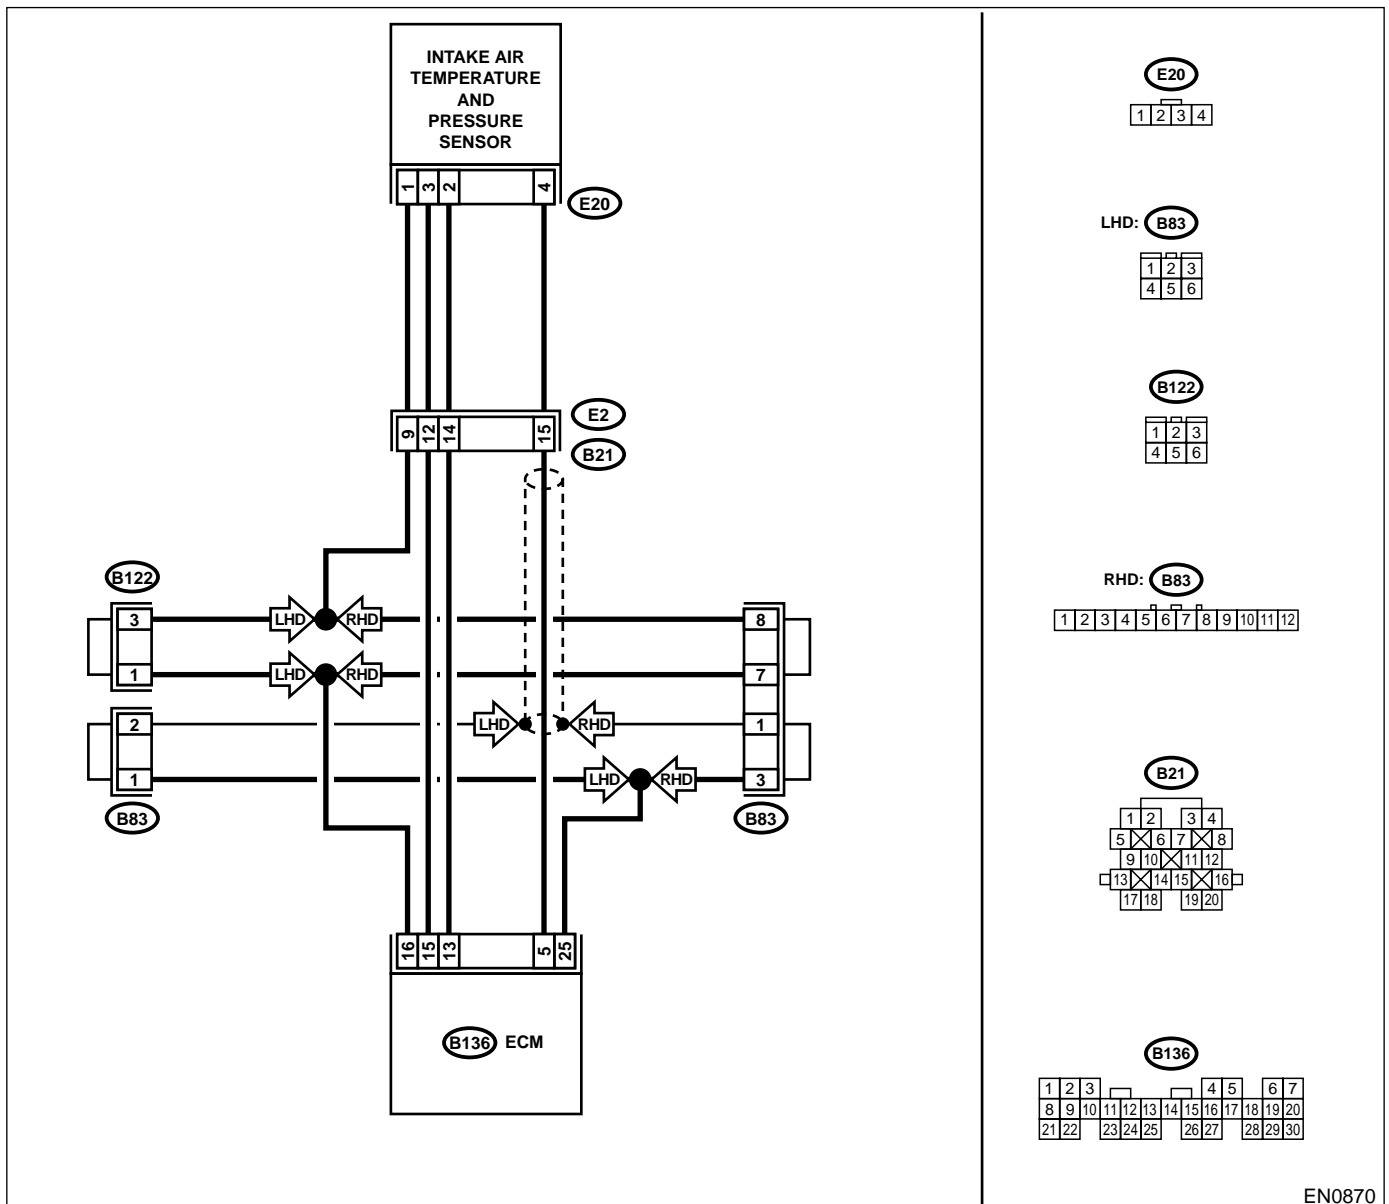 INTAKE AIR
TEMPERATURE
AND
PRESSURE
SENSOR
1 3 2 4
E20
9 12 14 15
E2
B21
B122
3 LHD RHD 8
1 LHD RHD 7
2 LHD RHD 1
1 LHD RHD 3
B83
B83
16 15 13 5 25
B136 ECM
E20
1 2 3 4
LHD: B83
1 2 3
4 5 6
B122
1 2 3
4 5 6
RHD: B83
1 2 3 4 5 6 7 8 9 10 11 12
B21
1 2 3 4
5 6 7 8
9 10 11 12
13 14 15 16
17 18 19 20
B136
1 2 3 4 5 6 7
8 9 10 11 12 13 14 15 16 17 18 19 20
21 22 23 24 25 26 27 28 29 30
EN0870